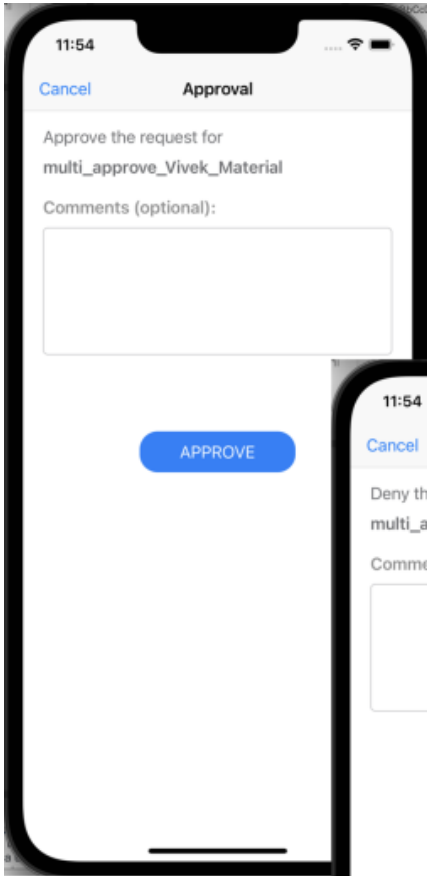 11:54
Cancel Approval
Approve the request for
multi_approve_Vivek_Material
Comments (optional):
APPROVE
11:54
Cancel
Deny th
multi_a
Comme